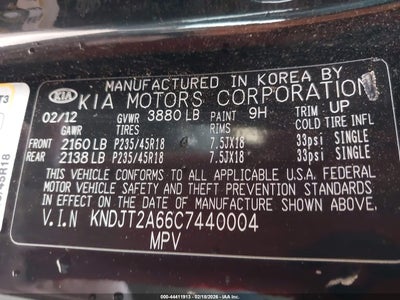 MANUFACTURED IN KOREA BY
KIA KIA MOTORS CORPORATION
02/12 GVWR 3880 LB PAINT 9H TRIM UP
GAWR TIRES RIMS COLD TIRE INFL
FRONT 2160 LB P235/45R18 7.5JX18 33psi SINGLE
REAR 2138 LB P235/45R18 7.5JX18 33psi SINGLE
THIS VEHICLE CONFORMS TO ALL APPLICABLE U.S.A. FEDERAL
MOTOR VEHICLE SAFETY AND THEFT PREVENTION STANDARDS
IN EFFECT ON THE DATE OF MANUFACTURE SHOWN ABOVE
V.I.N KNDJT2A66C7440004
MPV
/45R18
000-44411913 - 02/18/2026 - IAA Branch